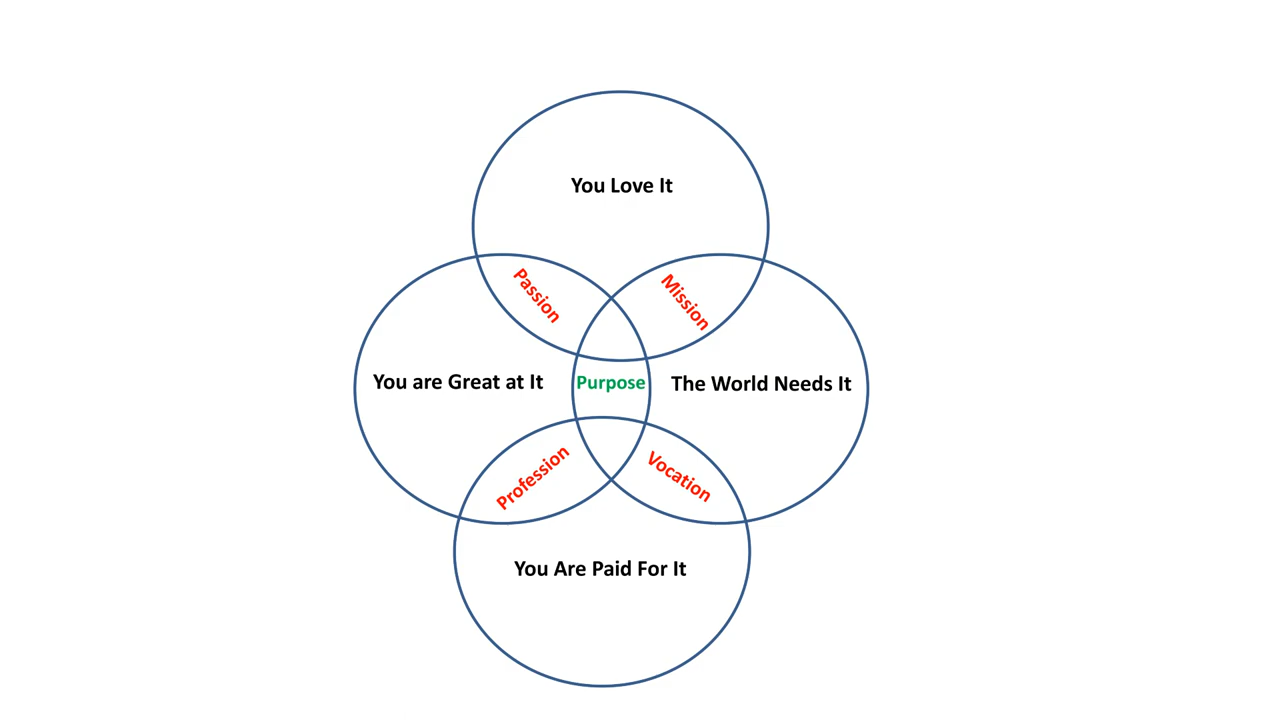 You Love It
Passion
Mission
You are Great at It
Purpose
The World Needs It
Profession
Vocation
You Are Paid For It